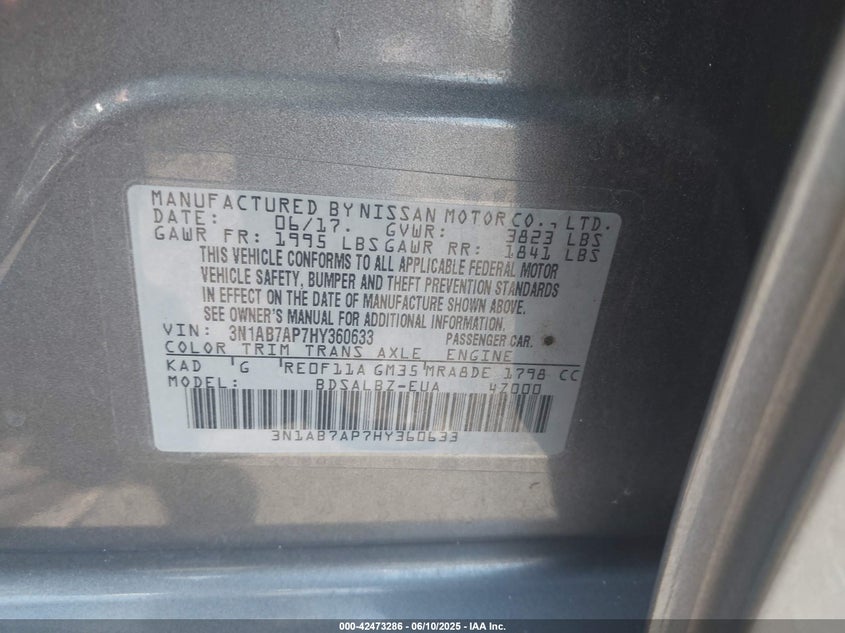 MANUFACTURED BY NISSAN MOTOR CO., LTD.
DATE: 06/17. GVWR: 3823 LBS
GAWR FR: 1995 LBS GAWR RR: 1841 LBS
THIS VEHICLE CONFORMS TO ALL APPLICABLE FEDERAL MOTOR
VEHICLE SAFETY, BUMPER AND THEFT PREVENTION STANDARDS
IN EFFECT ON THE DATE OF MANUFACTURE SHOWN ABOVE.
SEE OWNER'S MANUAL FOR ADDITIONAL INFORMATION.
VIN: 3N1AB7AP7HY360633 PASSENGER CAR.
COLOR TRIM TRANS AXLE ENGINE
KAD G RE0F11A GM35 MRA8DE 1798 CC
MODEL: BDSALBZ-EUA 47000
3N1AB7AP7HY360633
000-42473286 - 06/10/2025 - IAA Inc.